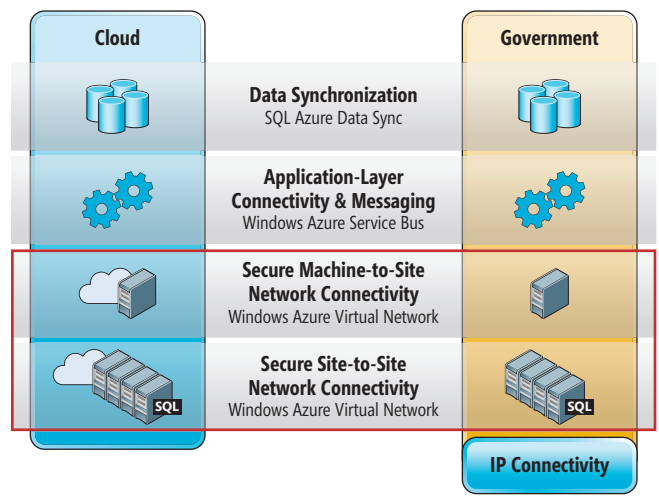 Cloud
Government
Data Synchronization
SQL Azure Data Sync
Application-Layer
Connectivity & Messaging
Windows Azure Service Bus
Secure Machine-to-Site
Network Connectivity
Windows Azure Virtual Network
Secure Site-to-Site
Network Connectivity
Windows Azure Virtual Network
SQL
SQL
IP Connectivity